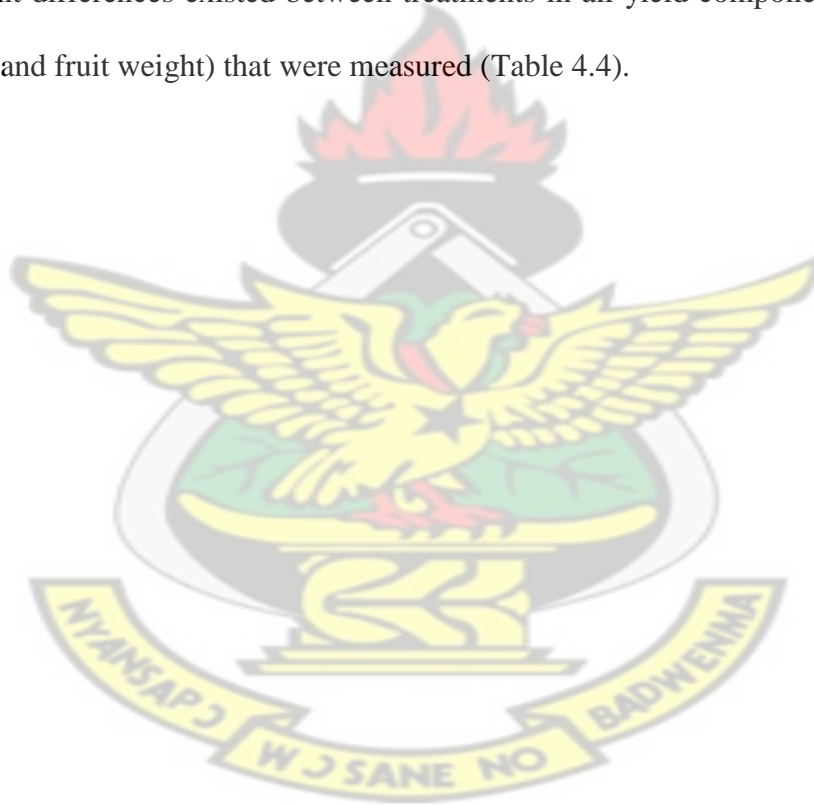 differences existed between treatments in all yield
and fruit weight) that were measured (Table 4.4).
NYANSAPƆ
WƆSANE NO
BADWENMA